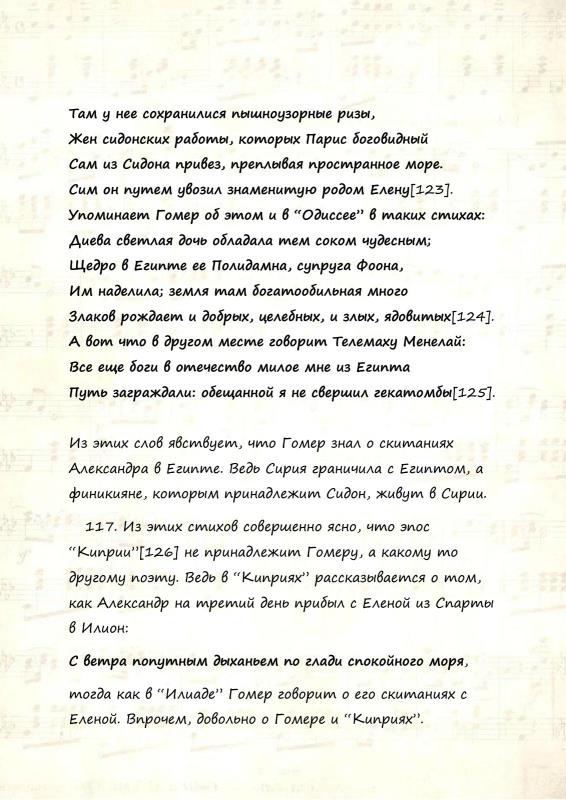 Там у нее сохранилися пышноузорные ризы,
Жен сидонских работы, которых Парис боговидный
Сам из Сидона привез, преплывая пространное море.
Сим он путем увозил знаменитую родом Елену[123].
Упоминает Гомер об этом и в “Одиссее” в таких стихах:
Диева светлая дочь обладала тем соком чудесным;
Щедро в Египте ее Полидамна, супруга Фоона,
Им наделила; земля там богатообильная много
Злаков рождает и добрых, целебных, и злых, ядовитых[124].
А вот что в другом месте говорит Телемаху Менелай:
Все еще боги в отечество милое мне из Египта
Путь заграждали: обещанной я не свершил гекатомбы[125].
Из этих слов явствует, что Гомер знал о скитаниях
Александра в Египте. Ведь Сирия граничила с Египтом, а
финикияне, которым принадлежит Сидон, живут в Сирии.
117. Из этих стихов совершенно ясно, что эпос
“Киприи”[126] не принадлежит Гомеру, а какому то
другому поэту. Ведь в “Киприях” рассказывается о том,
как Александр на третий день прибыл с Еленой из Спарты
в Илион:
С ветра попутным дыханьем по глади спокойного моря,
тогда как в “Илиаде” Гомер говорит о его скитаниях с
Еленой. Впрочем, довольно о Гомере и “Киприях”.